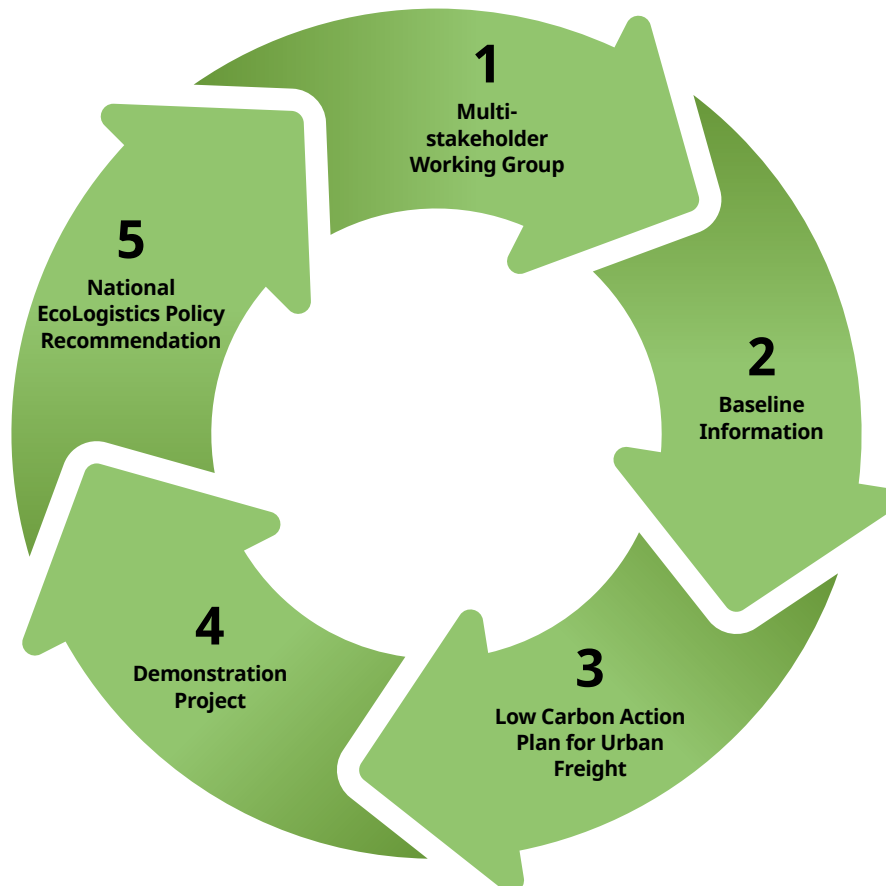 1
Multi-
stakeholder
Working Group
2
Baseline
Information
3
Low Carbon Action
Plan for Urban
Freight
4
Demonstration
Project
5
National
EcoLogistics Policy
Recommendation